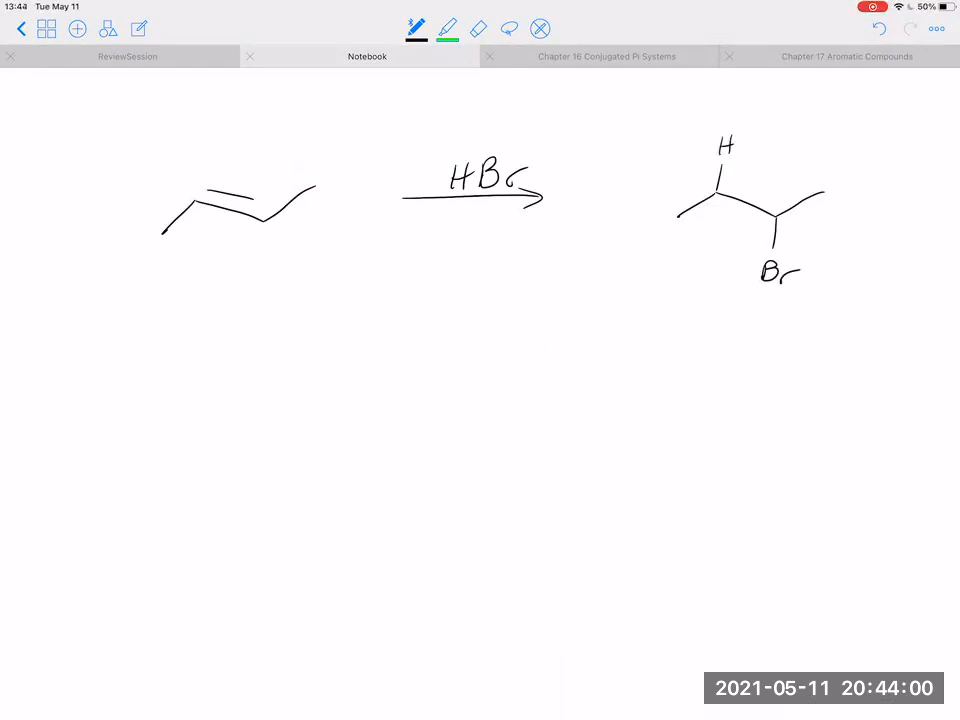 13:44 Tue May 11
50%
ReviewSession
Notebook
Chapter 16 Conjugated Pi Systems
Chapter 17 Aromatic Compounds
HBr
H
Br
2021-05-11 20:44:00